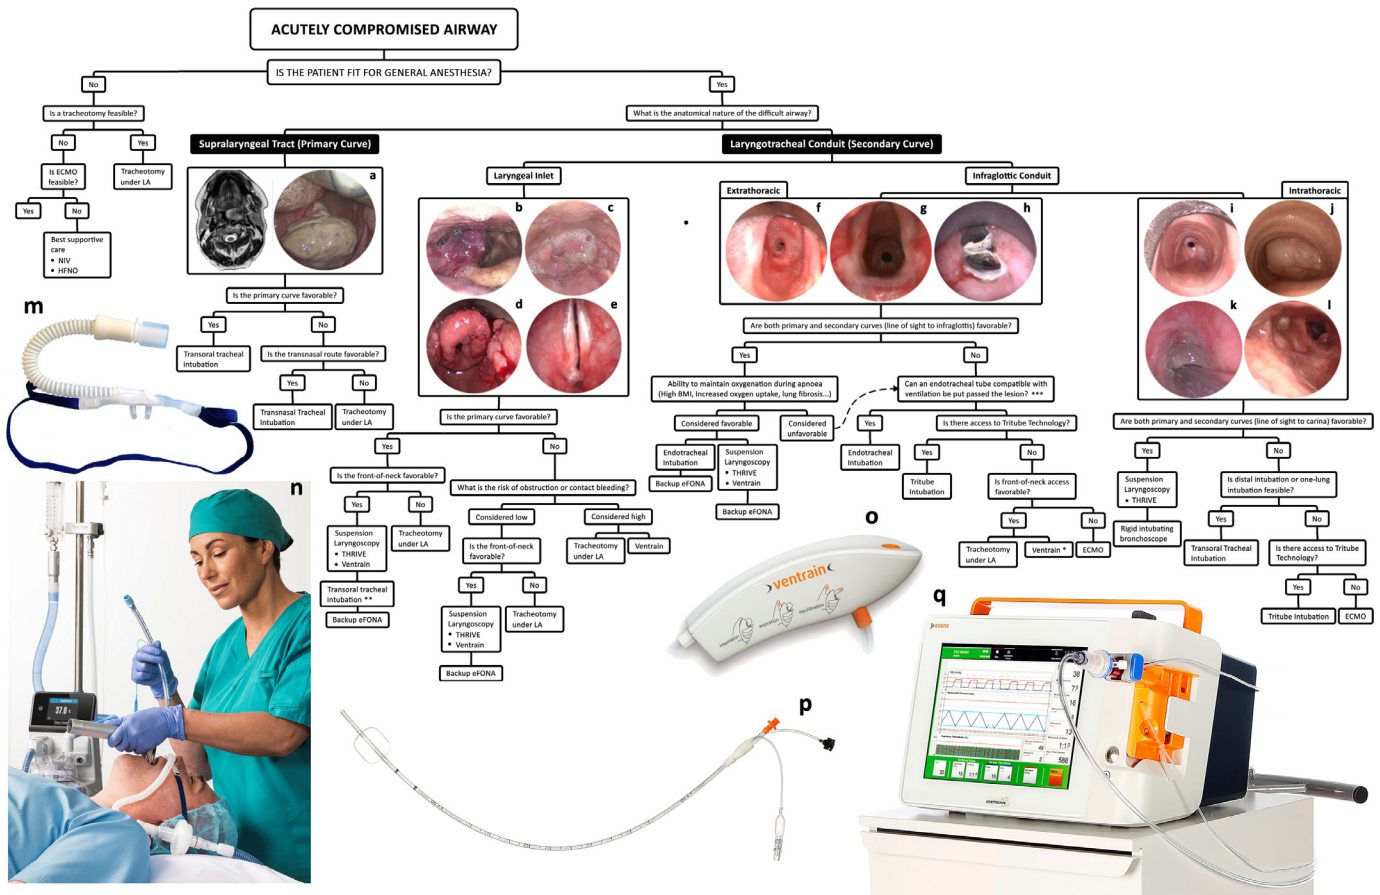 ACUTELY COMPROMISED AIRWAY
IS THE PATIENT FIT FOR GENERAL ANESTHESIA?
No
Yes
Is a tracheotomy feasible?
What is the anatomical nature of the difficult airway?
No
Yes
Is ECMO
feasible?
Tracheotomy
under LA
Yes
No
Best supportive
care
• NIV
• HFNO
Supralaryngeal Tract (Primary Curve)
a
Is the primary curve favorable?
Yes
No
Transoral tracheal
intubation
Is the transnasal route favorable?
Yes
No
Transnasal Tracheal
Intubation
Tracheotomy
under LA
Laryngotracheal Conduit (Secondary Curve)
Laryngeal Inlet
b
c
d
e
Is the primary curve favorable?
Yes
No
Is the front-of-neck favorable?
Yes
No
Suspension
Laryngoscopy
• THRIVE
• Ventrain
Tracheotomy
under LA
Transoral tracheal
intubation **
Backup eFONA
What is the risk of obstruction or contact bleeding?
Considered low
Considered high
Is the front-of-neck
favorable?
Tracheotomy
under LA
Ventrain
Yes
No
Suspension
Laryngoscopy
• THRIVE
• Ventrain
Tracheotomy
under LA
Backup eFONA
Infraglottic Conduit
Extrathoracic
f
g
h
Are both primary and secondary curves (line of sight to infraglottis) favorable?
Yes
No
Ability to maintain oxygenation during apnoea
(High BMI, Increased oxygen uptake, lung fibrosis...)
Considered favorable
Considered
unfavorable
Endotracheal
Intubation
Backup eFONA
Suspension
Laryngoscopy
• THRIVE
• Ventrain
Backup eFONA
Can an endotracheal tube compatible with
ventilation be put passed the lesion? ***
Yes
No
Endotracheal
Intubation
Is there access to Tritube Technology?
Yes
No
Tritube
Intubation
Is front-of-neck access
favorable?
Yes
No
Tracheotomy
under LA
Ventrain *
ECMO
Intrathoracic
i
j
k
l
Are both primary and secondary curves (line of sight to carina) favorable?
Yes
No
Suspension
Laryngoscopy
• THRIVE
Rigid intubating
bronchoscope
Is distal intubation or one-lung
intubation feasible?
Yes
No
Transoral Tracheal
Intubation
Is there access to Tritube
Technology?
Yes
No
Tritube Intubation
ECMO
m
n
37.0
o
ventrain
inspiration
expiration
equilibration
p
q
evone
38
16
13
588
ventinova